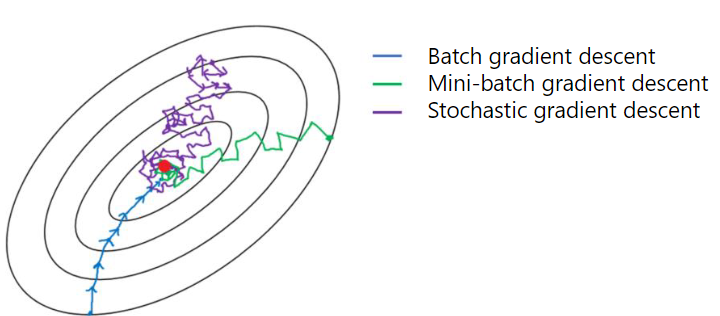 Batch gradient descent
Mini-batch gradient descent
Stochastic gradient descent